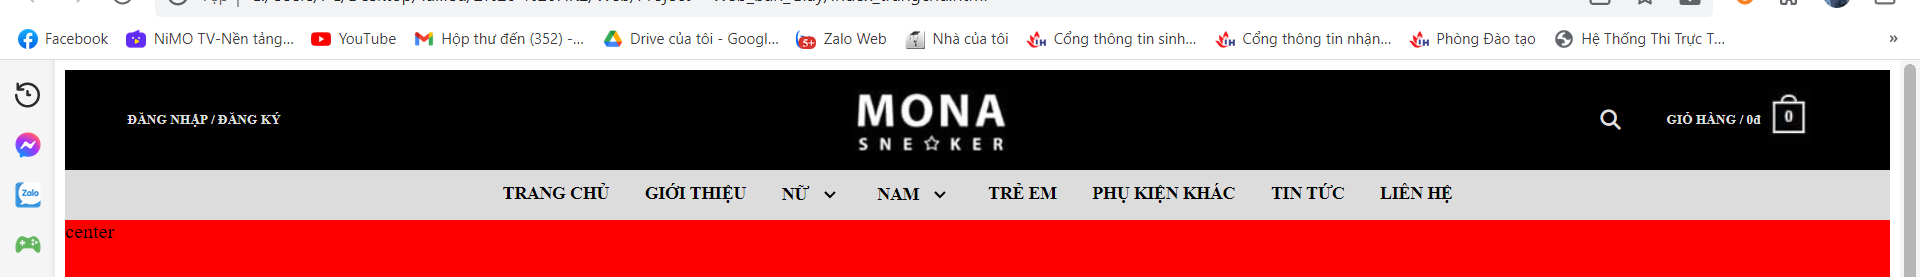 Facebook
NiMO TV-Nền tảng...
YouTube
Hộp thư đến (352) -...
Drive của tôi - Googl...
Zalo Web
Nhà của tôi
Cổng thông tin sinh...
Cổng thông tin nhận...
Phòng Đào tạo
Hệ Thống Thi Trực T...
»
ĐĂNG NHẬP / ĐĂNG KÝ
MONA
SNE☆KER
GIỎ HÀNG / 0đ
0
TRANG CHỦ
GIỚI THIỆU
NỮ
NAM
TRẺ EM
PHỤ KIỆN KHÁC
TIN TỨC
LIÊN HỆ
Zalo
center